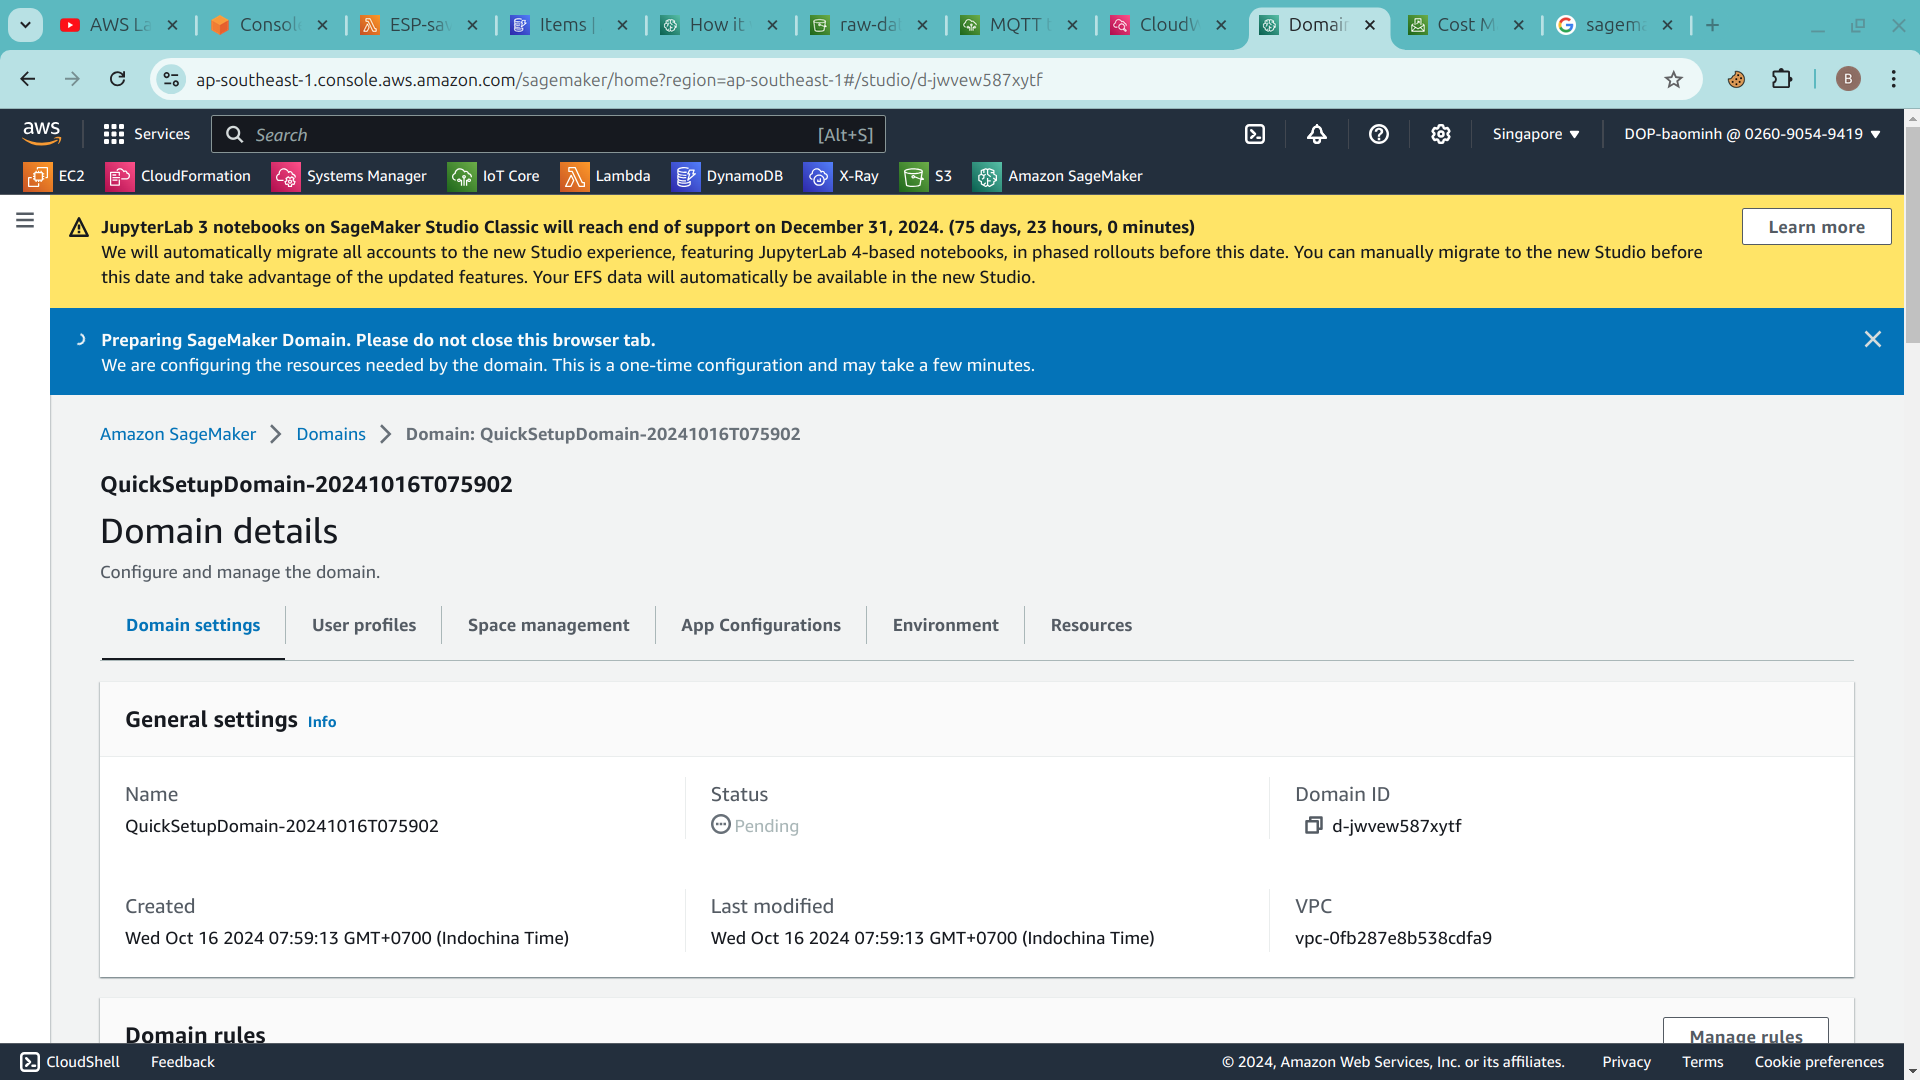 AWS La
Console
ESP-sav
Items |
How it
raw-dat
MQTT t
CloudW
Domain
Cost M
sagema
ap-southeast-1.console.aws.amazon.com/sagemaker/home?region=ap-southeast-1#/studio/d-jwvew587xytf
B
aws
Services
Search
[Alt+S]
Singapore
DOP-baominh @ 0260-9054-9419
EC2
CloudFormation
Systems Manager
IoT Core
Lambda
DynamoDB
X-Ray
S3
Amazon SageMaker
JupyterLab 3 notebooks on SageMaker Studio Classic will reach end of support on December 31, 2024. (75 days, 23 hours, 0 minutes)
We will automatically migrate all accounts to the new Studio experience, featuring JupyterLab 4-based notebooks, in phased rollouts before this date. You can manually migrate to the new Studio before
this date and take advantage of the updated features. Your EFS data will automatically be available in the new Studio.
Learn more
Preparing SageMaker Domain. Please do not close this browser tab.
We are configuring the resources needed by the domain. This is a one-time configuration and may take a few minutes.
Amazon SageMaker
Domains
Domain: QuickSetupDomain-20241016T075902
QuickSetupDomain-20241016T075902
Domain details
Configure and manage the domain.
Domain settings
User profiles
Space management
App Configurations
Environment
Resources
General settings Info
Name
QuickSetupDomain-20241016T075902
Status
Pending
Domain ID
d-jwvew587xytf
Created
Wed Oct 16 2024 07:59:13 GMT+0700 (Indochina Time)
Last modified
Wed Oct 16 2024 07:59:13 GMT+0700 (Indochina Time)
VPC
vpc-0fb287e8b538cdfa9
Domain rules
Manage rules
CloudShell
Feedback
© 2024, Amazon Web Services, Inc. or its affiliates.
Privacy
Terms
Cookie preferences